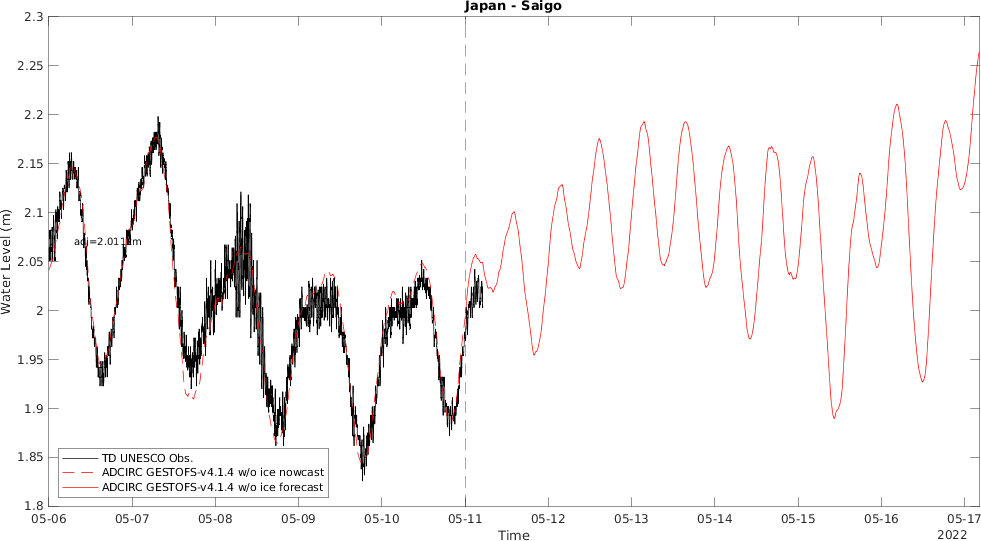 Japan - Saigo
2.3
2.25
2.2
2.15
2.1
2.05
2
1.95
1.9
1.85
1.8
Water Level (m)
TD UNESCO Obs.
ADCIRC GESTOFS-v4.1.4 w/o ice nowcast
ADCIRC GESTOFS-v4.1.4 w/o ice forecast
05-06 05-07 05-08 05-09 05-10 05-11 05-12 05-13 05-14 05-15 05-16 05-17
Time
2022